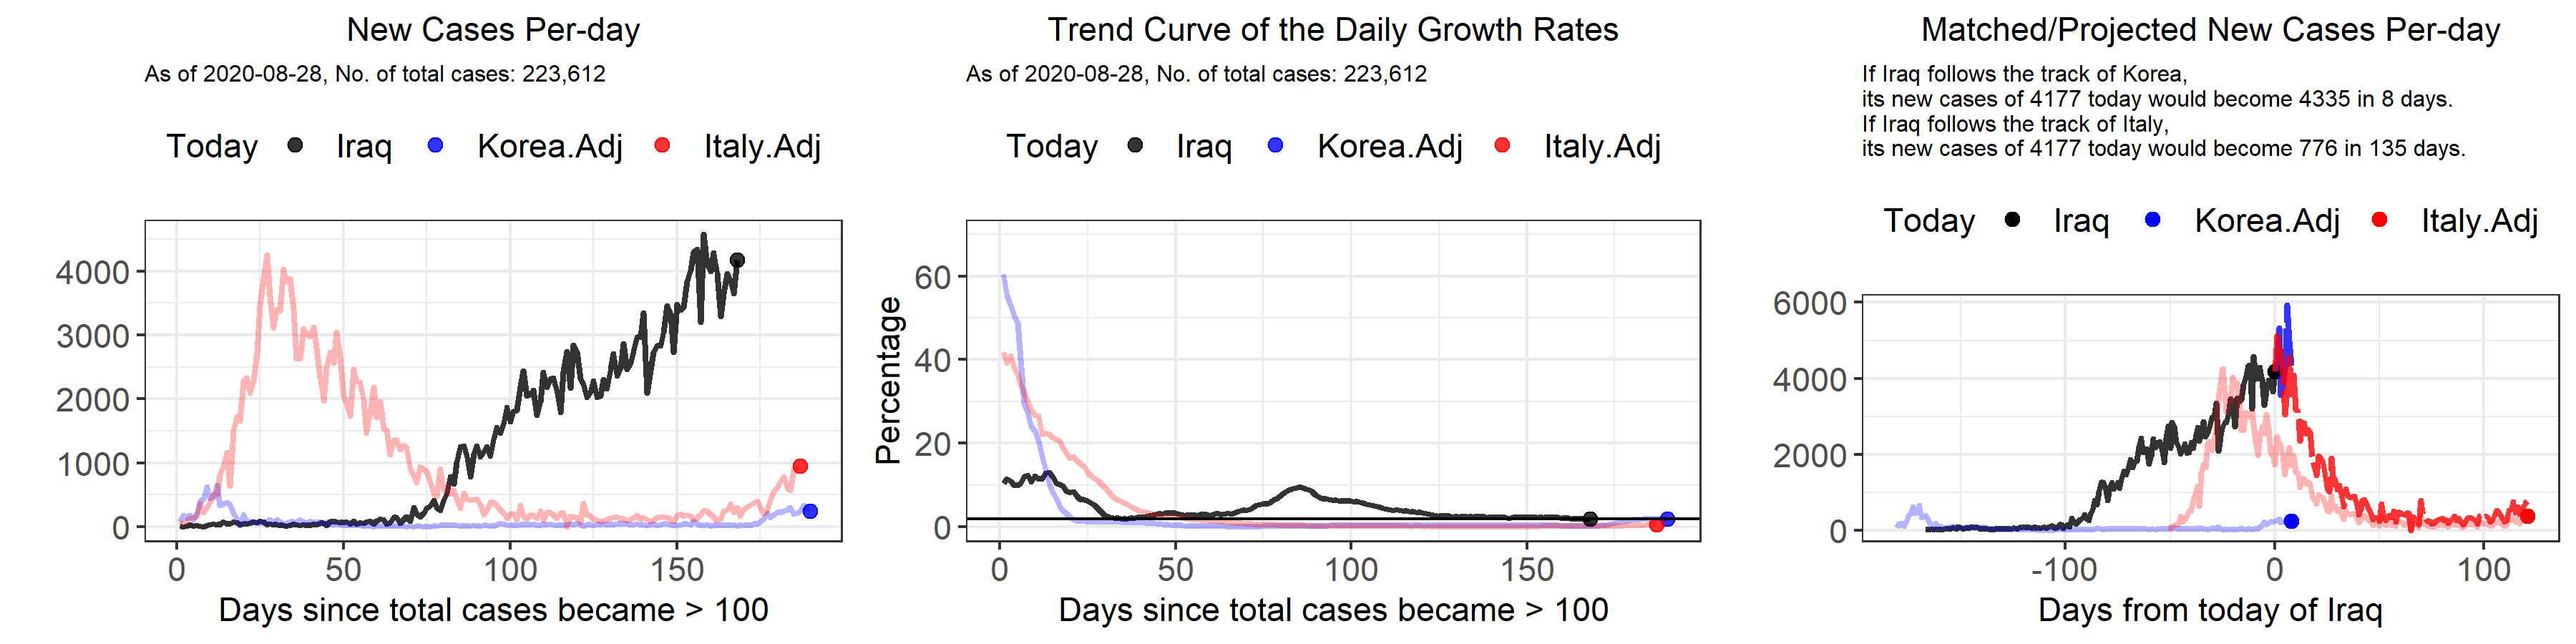 New Cases Per-day
As of 2020-08-28, No. of total cases: 223,612
Today Iraq Korea.Adj Italy.Adj
4000
3000
2000
1000
0
0 50 100 150
Days since total cases became > 100
Trend Curve of the Daily Growth Rates
As of 2020-08-28, No. of total cases: 223,612
Today Iraq Korea.Adj Italy.Adj
Percentage
60
40
20
0
0 50 100 150
Days since total cases became > 100
Matched/Projected New Cases Per-day
If Iraq follows the track of Korea,
its new cases of 4177 today would become 4335 in 8 days.
If Iraq follows the track of Italy,
its new cases of 4177 today would become 776 in 135 days.
Today Iraq Korea.Adj Italy.Adj
6000
4000
2000
0
-100 0 100
Days from today of Iraq